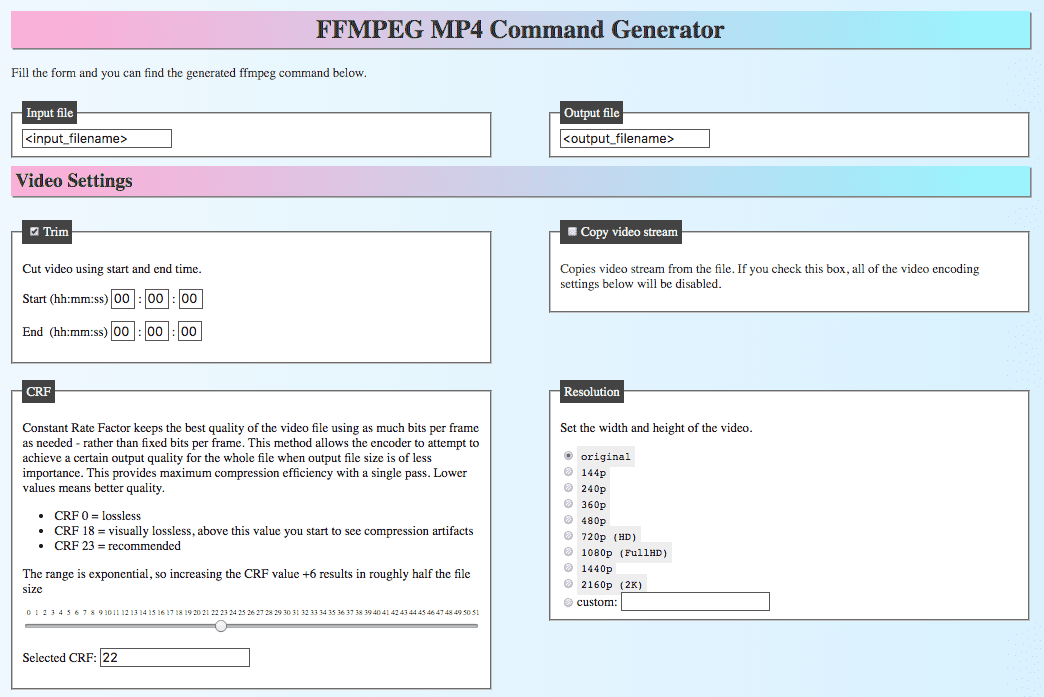 FFMPEG MP4 Command Generator
Fill the form and you can find the generated ffmpeg command below.
Input file
<input_filename>
Output file
<output_filename>
Video Settings
Trim
Cut video using start and end time.
Start (hh:mm:ss) 00 : 00 : 00
End (hh:mm:ss) 00 : 00 : 00
Copy video stream
Copies video stream from the file. If you check this box, all of the video encoding
settings below will be disabled.
CRF
Constant Rate Factor keeps the best quality of the video file using as much bits per frame
as needed - rather than fixed bits per frame. This method allows the encoder to attempt to
achieve a certain output quality for the whole file when output file size is of less
importance. This provides maximum compression efficiency with a single pass. Lower
values means better quality.
• CRF 0 = lossless
• CRF 18 = visually lossless, above this value you start to see compression artifacts
• CRF 23 = recommended
The range is exponential, so increasing the CRF value +6 results in roughly half the file
size
0 1 2 3 4 5 6 7 8 9 10 11 12 13 14 15 16 17 18 19 20 21 22 23 24 25 26 27 28 29 30 31 32 33 34 35 36 37 38 39 40 41 42 43 44 45 46 47 48 49 50 51
Selected CRF: 22
Resolution
Set the width and height of the video.
original
144p
240p
360p
480p
720p (HD)
1080p (FullHD)
1440p
2160p (2K)
custom: